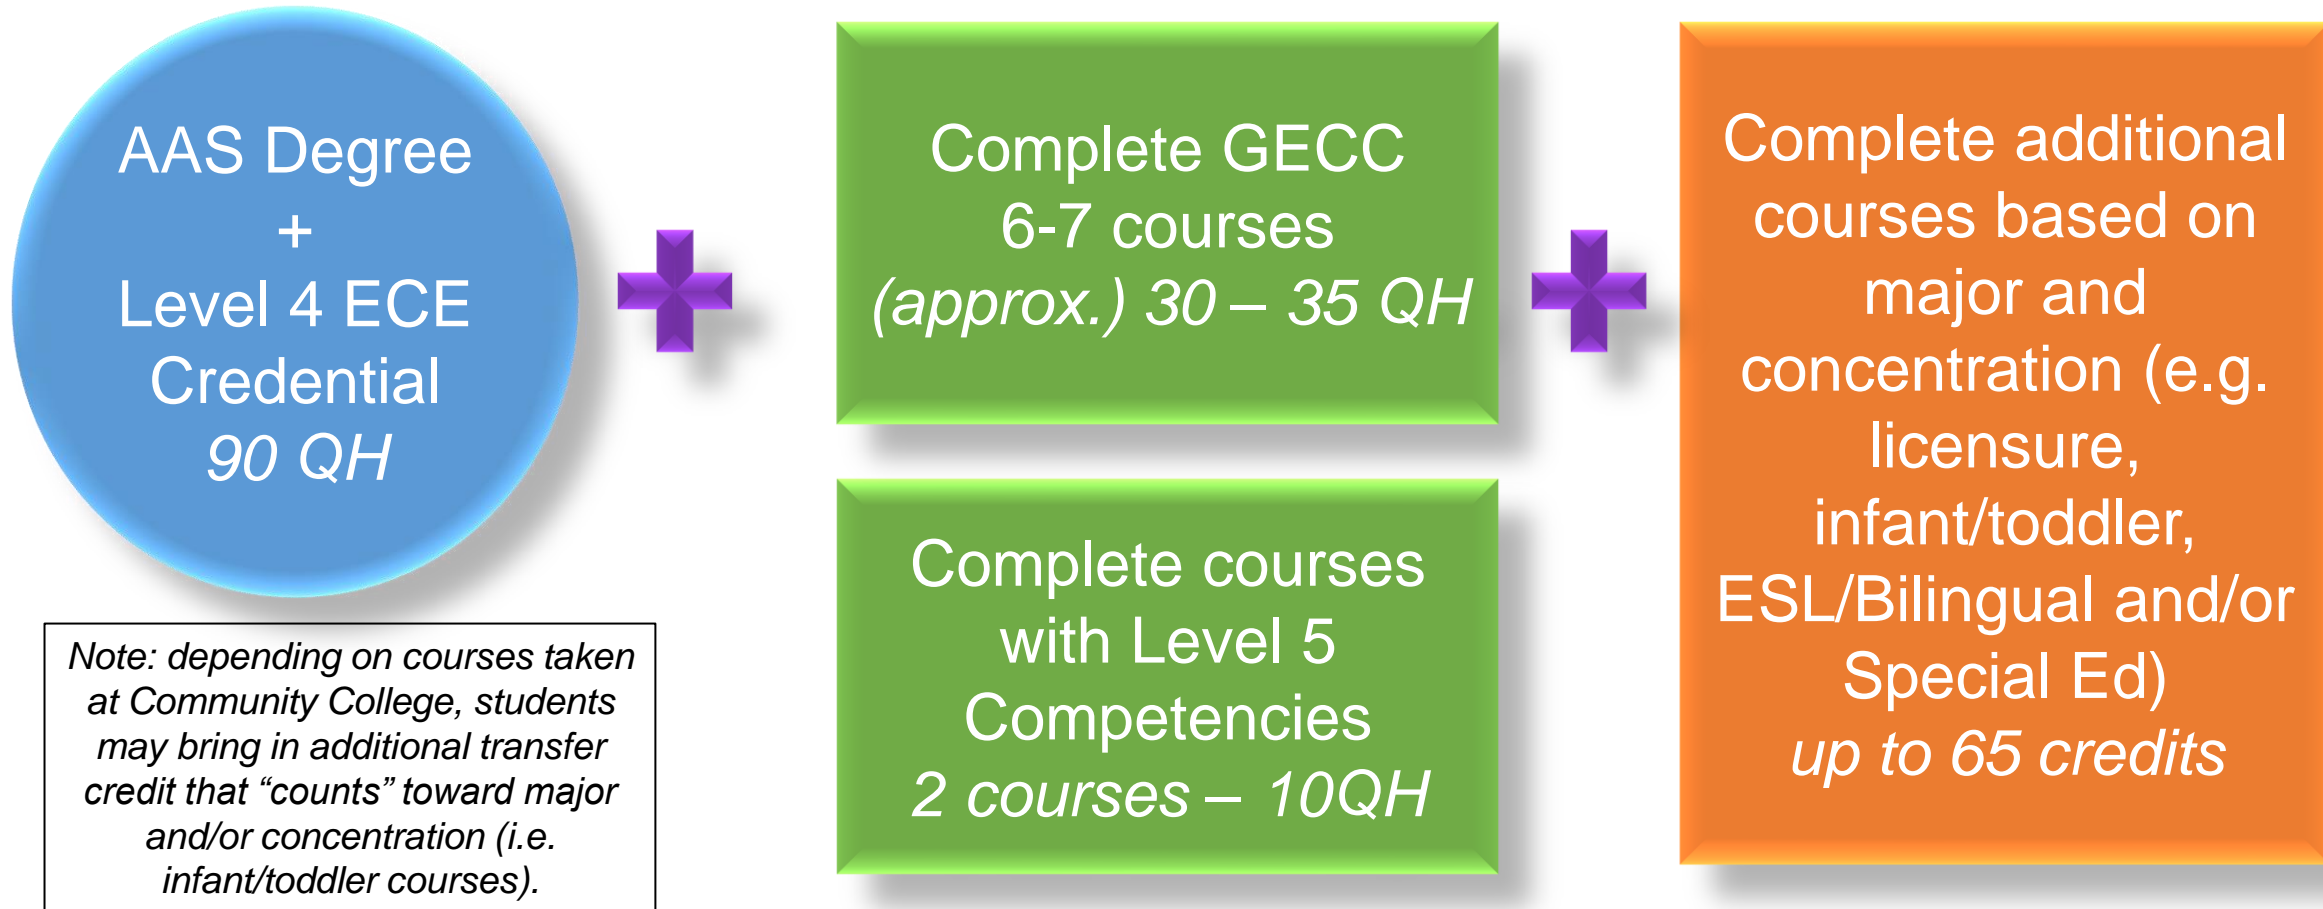 AAS Degree
+
Level 4 ECE
Credential
90 QH
Note: depending on courses taken
at Community College, students
may bring in additional transfer
credit that “counts” toward major
and/or concentration (i.e.
infant/toddler courses).
Complete GECC
6-7 courses
(approx.) 30 – 35 QH
Complete courses
with Level 5
Competencies
2 courses – 10QH
Complete additional
courses based on
major and
concentration (e.g.
licensure,
infant/toddler,
ESL/Bilingual and/or
Special Ed)
up to 65 credits